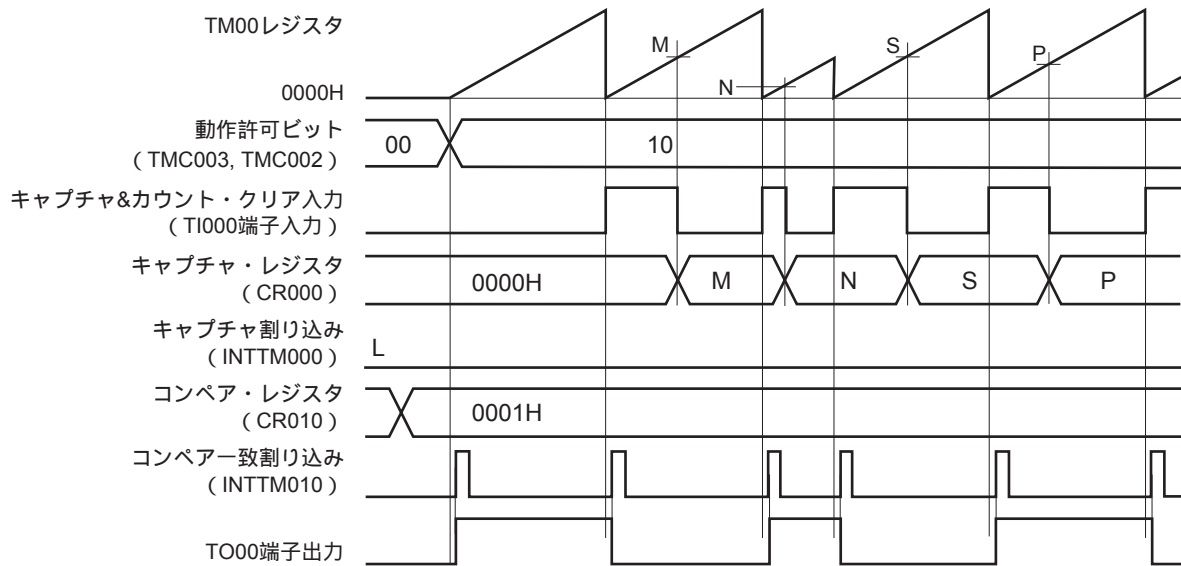 TM00レジスタ
M
S
P
N
0000H
動作許可ビット
(TMC003, TMC002)
00
10
キャプチャ&カウント・クリア入力
(TI000端子入力)
キャプチャ・レジスタ
(CR000)
0000H
M
N
S
P
キャプチャ割り込み
(INTTM000)
L
コンペア・レジスタ
(CR010)
0001H
コンペア一致割り込み
(INTTM010)
TO00端子出力